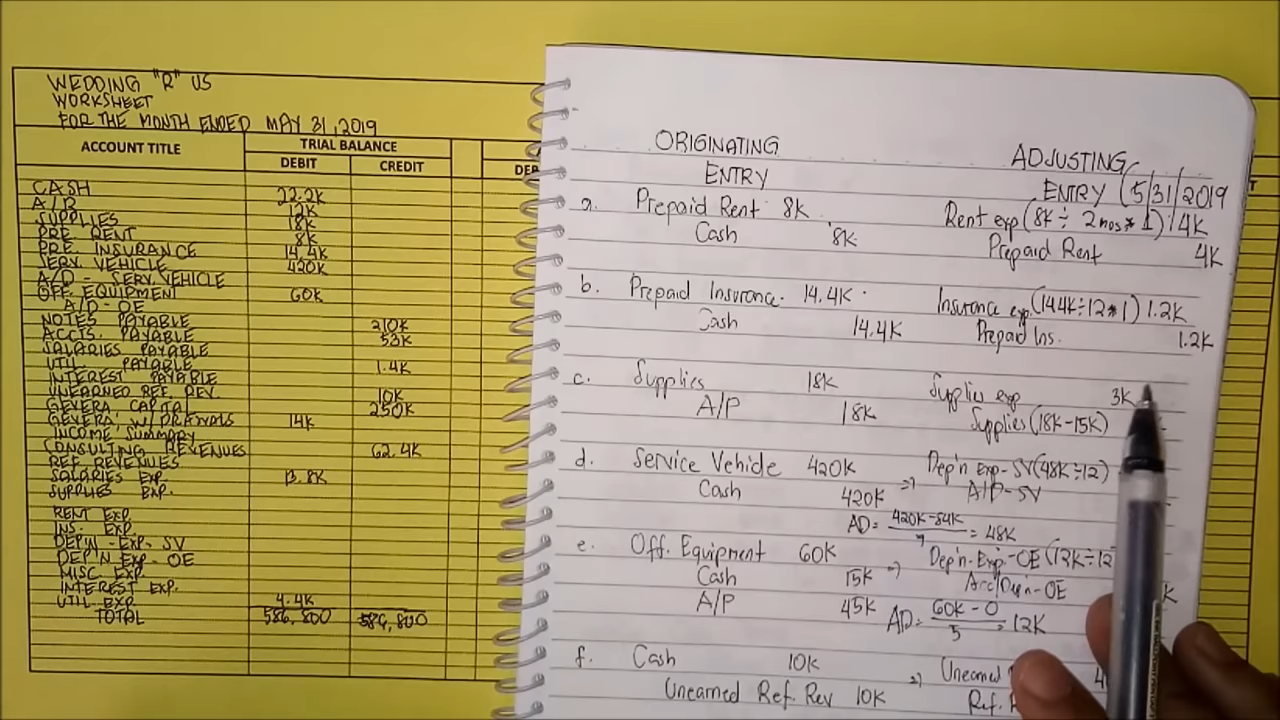 WEDDING "R" US
WORKSHEET
FOR THE MONTH ENDED MAY 31, 2019
ACCOUNT TITLE
TRIAL BALANCE
DEBIT CREDIT
CASH 22.2K
A/R 12K
SUPPLIES 18K
PRE. RENT 8K
PRE. INSURANCE 14.4K
SERV. VEHICLE 420K
A/D - SERV. VEHICLE
OFF. EQUIPMENT 60K
A/D - OE
NOTES PAYABLE 210K
ACCTS. PAYABLE 53K
SALARIES PAYABLE
UTIL. PAYABLE 1.4K
INTEREST PAYABLE
UNEARNED REF. REV. 10K
GEVERA, CAPITAL 250K
GEVERA, W/DRAWALS 14K
INCOME SUMMARY
CONSULTING REVENUES 62.4K
REF. REVENUES
SALARIES EXP. 13.8K
SUPPLIES EXP.
RENT EXP.
INS. EXP.
DEP'N - EXP - SV
DEP'N EXP - OE
MISC. EXP.
INTEREST EXP.
UTIL EXP. 4.4K
TOTAL 586,800 586,800
ORIGINATING
ENTRY
ADJUSTING
ENTRY (5/31/2019
a. Prepaid Rent 8K Rent exp (8K ÷ 2mos * 1) 4K
Cash 8K Prepaid Rent 4K
b. Prepaid Insurance 14.4K Insurance exp. (14.4K ÷ 12 * 1) 1.2K
Cash 14.4K Prepaid Ins. 1.2K
c. Supplies 18K Supplies exp 3K
A/P 18K Supplies (18K - 15K)
d. Service Vehicle 420K Dep'n Exp - SV (48K ÷ 12)
Cash 420K A/D - SV
AD = 420K - 84K / 7 = 48K
e. Off. Equipment 60K Dep'n. Exp - OE (12K ÷ 12
Cash 15K Acc. Dep'n - OE K
A/P 45K AD = 60K - 0 / 5 = 12K
f. Cash 10K Unearned
Unearned Ref. Rev 10K Ref.